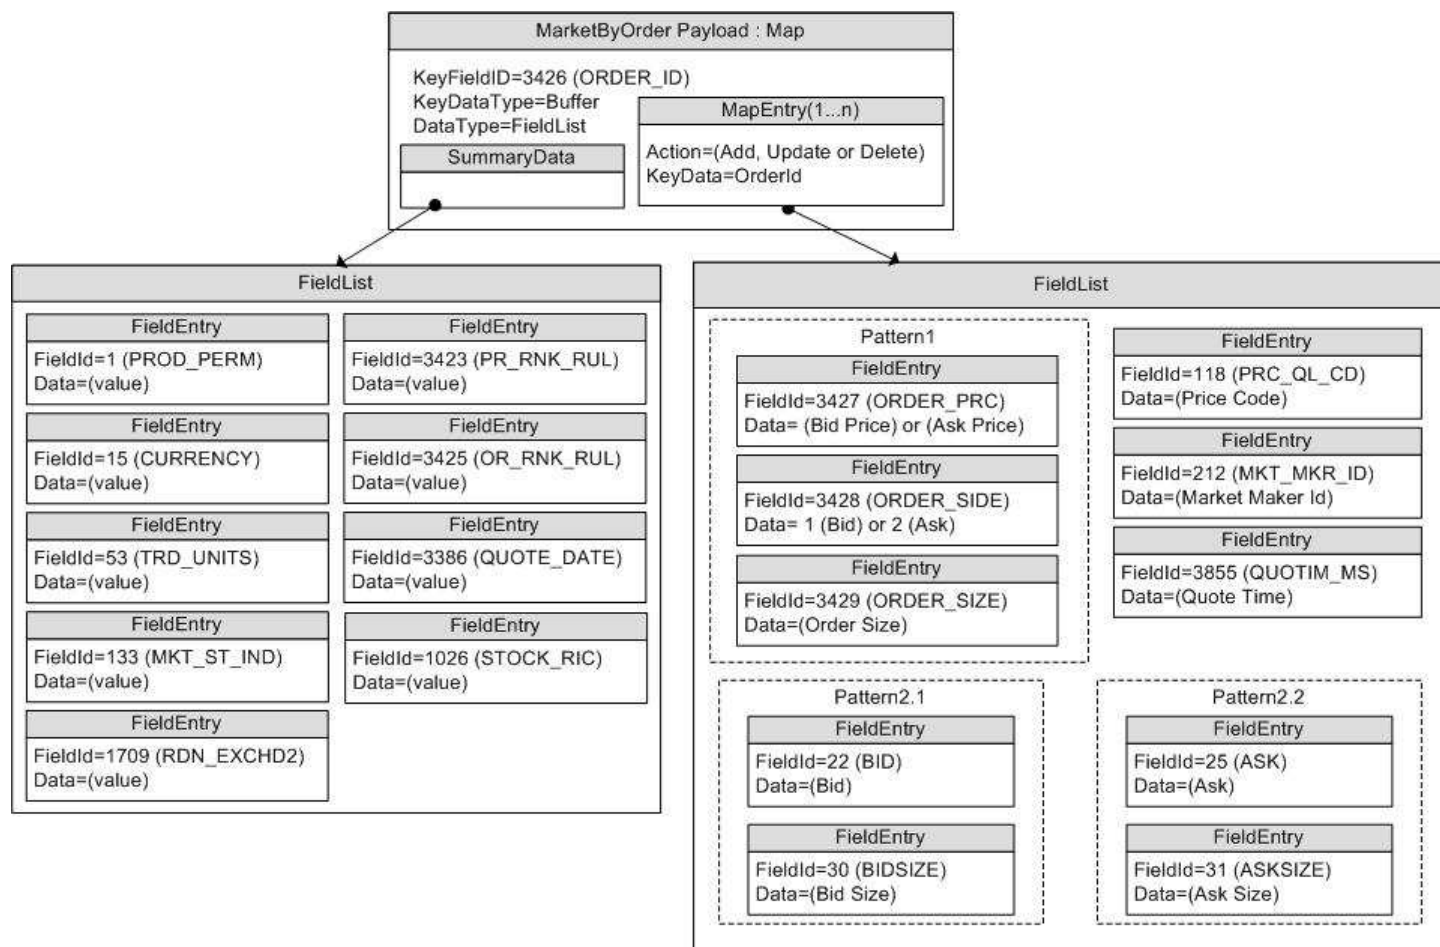 MarketByOrder Payload : Map
KeyFieldID=3426 (ORDER_ID)
KeyDataType=Buffer
DataType=FieldList
SummaryData
MapEntry(1...n)
Action=(Add, Update or Delete)
KeyData=OrderId
FieldList
FieldEntry
FieldId=1 (PROD_PERM)
Data=(value)
FieldEntry
FieldId=15 (CURRENCY)
Data=(value)
FieldEntry
FieldId=53 (TRD_UNITS)
Data=(value)
FieldEntry
FieldId=133 (MKT_ST_IND)
Data=(value)
FieldEntry
FieldId=1709 (RDN_EXCHD2)
Data=(value)
FieldEntry
FieldId=3423 (PR_RNK_RUL)
Data=(value)
FieldEntry
FieldId=3425 (OR_RNK_RUL)
Data=(value)
FieldEntry
FieldId=3386 (QUOTE_DATE)
Data=(value)
FieldEntry
FieldId=1026 (STOCK_RIC)
Data=(value)
FieldList
Pattern1
FieldEntry
FieldId=3427 (ORDER_PRC)
Data= (Bid Price) or (Ask Price)
FieldEntry
FieldId=3428 (ORDER_SIDE)
Data= 1 (Bid) or 2 (Ask)
FieldEntry
FieldId=3429 (ORDER_SIZE)
Data=(Order Size)
FieldEntry
FieldId=118 (PRC_QL_CD)
Data=(Price Code)
FieldEntry
FieldId=212 (MKT_MKR_ID)
Data=(Market Maker Id)
FieldEntry
FieldId=3855 (QUOTIM_MS)
Data=(Quote Time)
Pattern2.1
FieldEntry
FieldId=22 (BID)
Data=(Bid)
FieldEntry
FieldId=30 (BIDSIZE)
Data=(Bid Size)
Pattern2.2
FieldEntry
FieldId=25 (ASK)
Data=(Ask)
FieldEntry
FieldId=31 (ASKSIZE)
Data=(Ask Size)